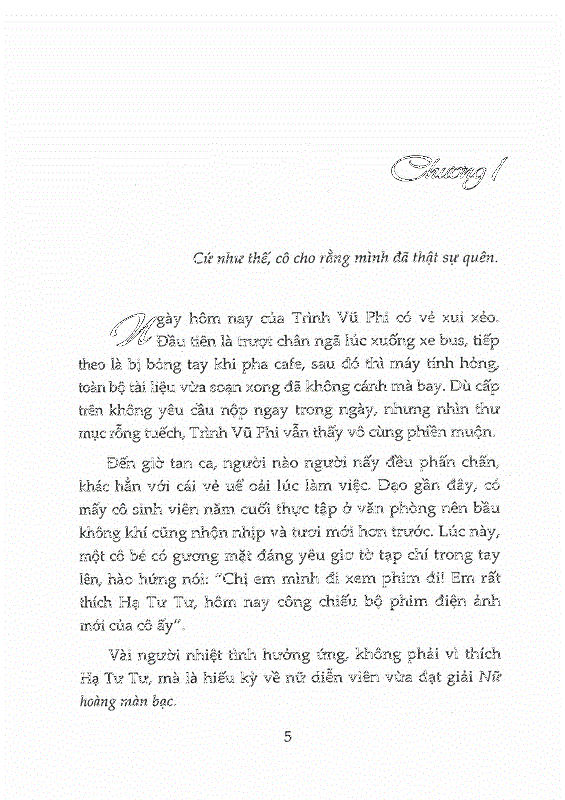 Chương 1
Cứ như thế, cô cho rằng mình đã thật sự quên.
Ngày hôm nay của Trình Vũ Phi có vẻ xui xẻo.
Đầu tiên là trượt chân ngã lúc xuống xe bus, tiếp
theo là bị bỏng tay khi pha cafe, sau đó thì máy tính hỏng,
toàn bộ tài liệu vừa soạn xong đã không cánh mà bay. Dù cấp
trên không yêu cầu nộp ngay trong ngày, nhưng nhìn thư
mục rỗng tuếch, Trình Vũ Phi vẫn thấy vô cùng phiền muộn.
Đến giờ tan ca, người nào người nấy đều phấn chấn,
khác hẳn với cái vẻ uể oải lúc làm việc. Dạo gần đây, có
mấy cô sinh viên năm cuối thực tập ở văn phòng nên bầu
không khí cũng nhộn nhịp và tươi mới hơn trước. Lúc này,
một cô bé có gương mặt đáng yêu giơ tờ tạp chí trong tay
lên, hào hứng nói: “Chị em mình đi xem phim đi! Em rất
thích Hạ Tư Tư, hôm nay công chiếu bộ phim điện ảnh
mới của cô ấy”.
Vài người nhiệt tình hưởng ứng, không phải vì thích
Hạ Tư Tư, mà là hiếu kỳ về nữ diễn viên vừa đạt giải Nữ
hoàng màn bạc.
5